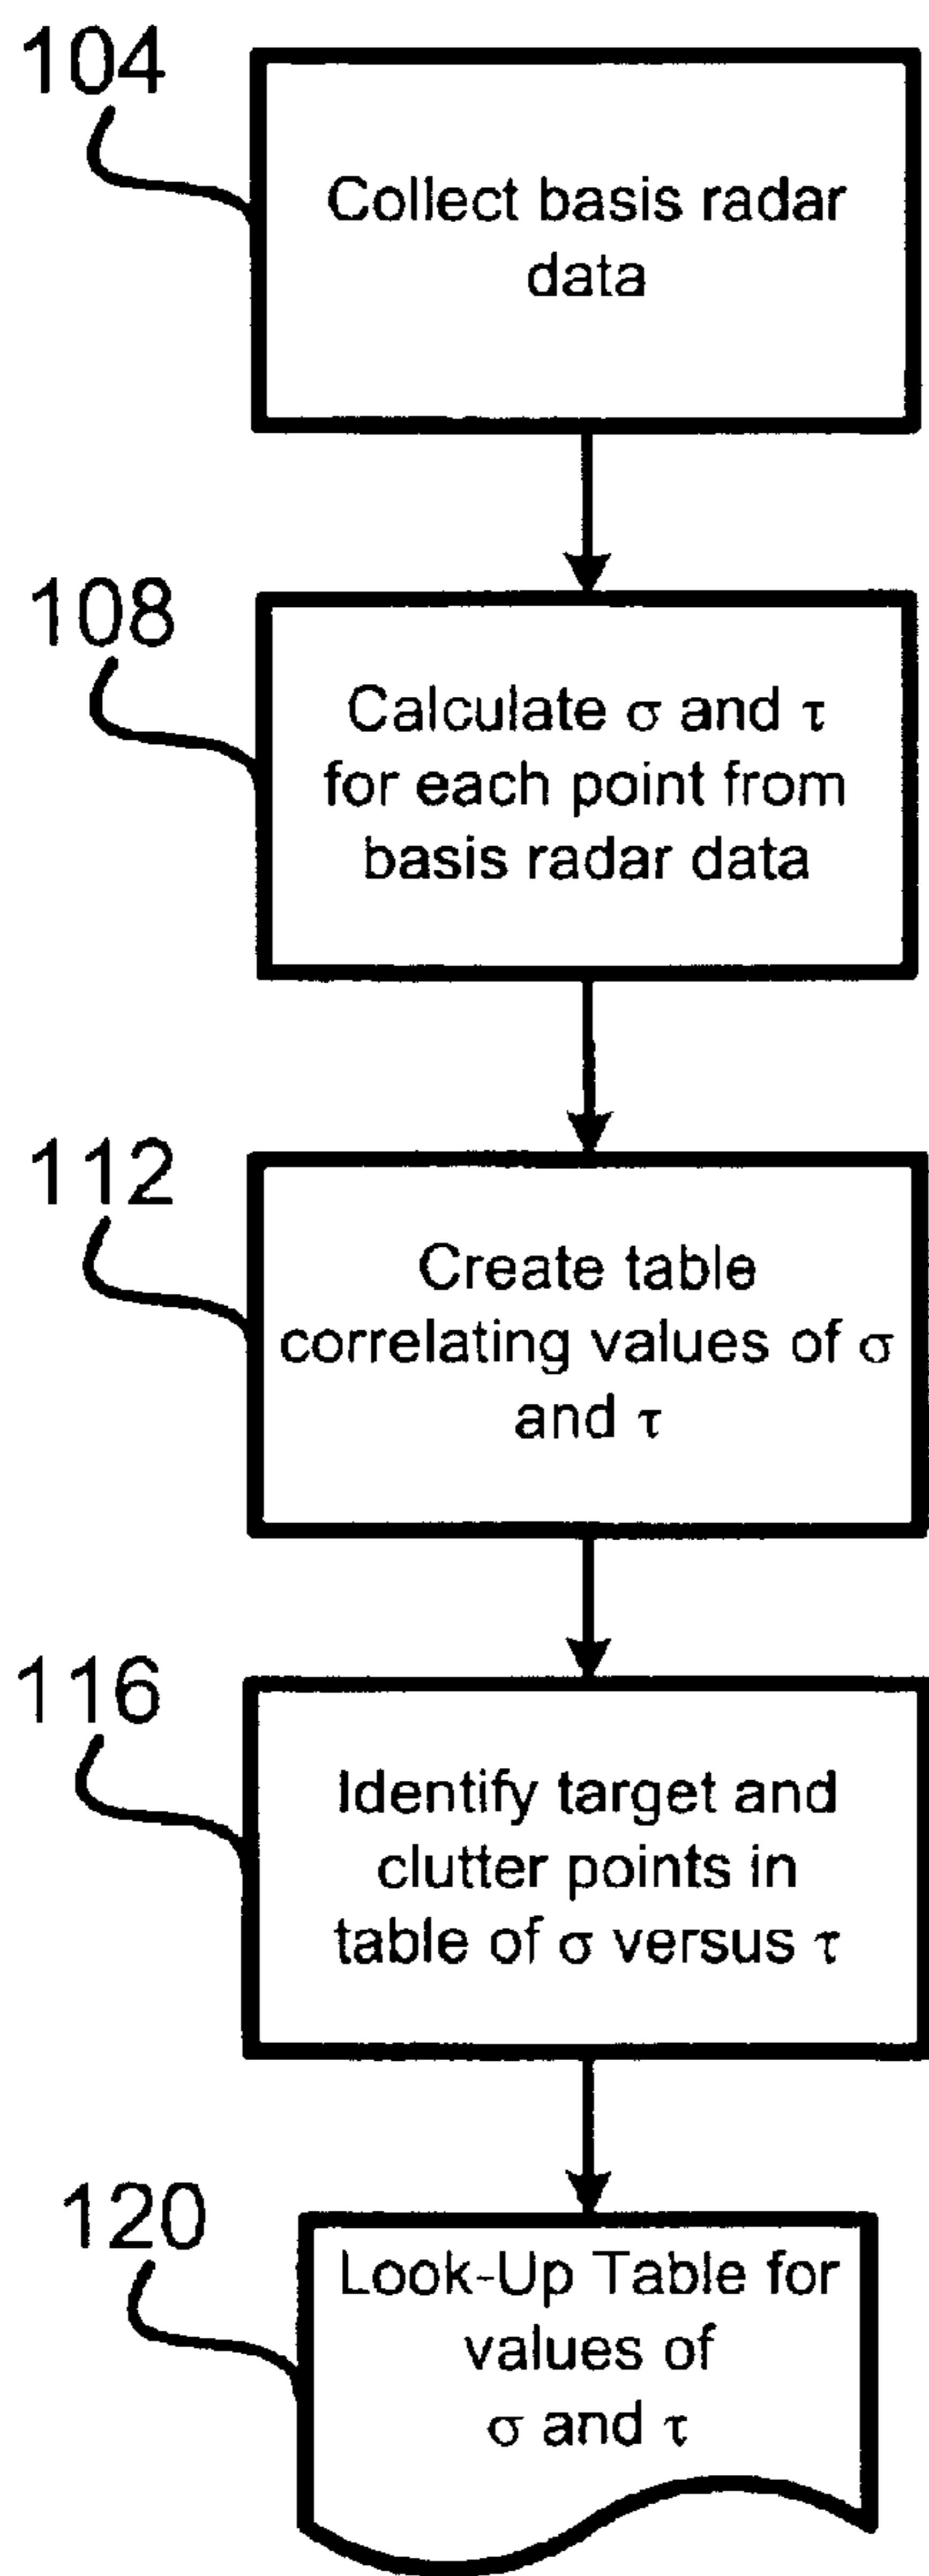 104
Collect basis radar
data
108
Calculate σ and τ
for each point from
basis radar data
112
Create table
correlating values of σ
and τ
116
Identify target and
clutter points in
table of σ versus τ
120
Look-Up Table for
values of
σ and τ